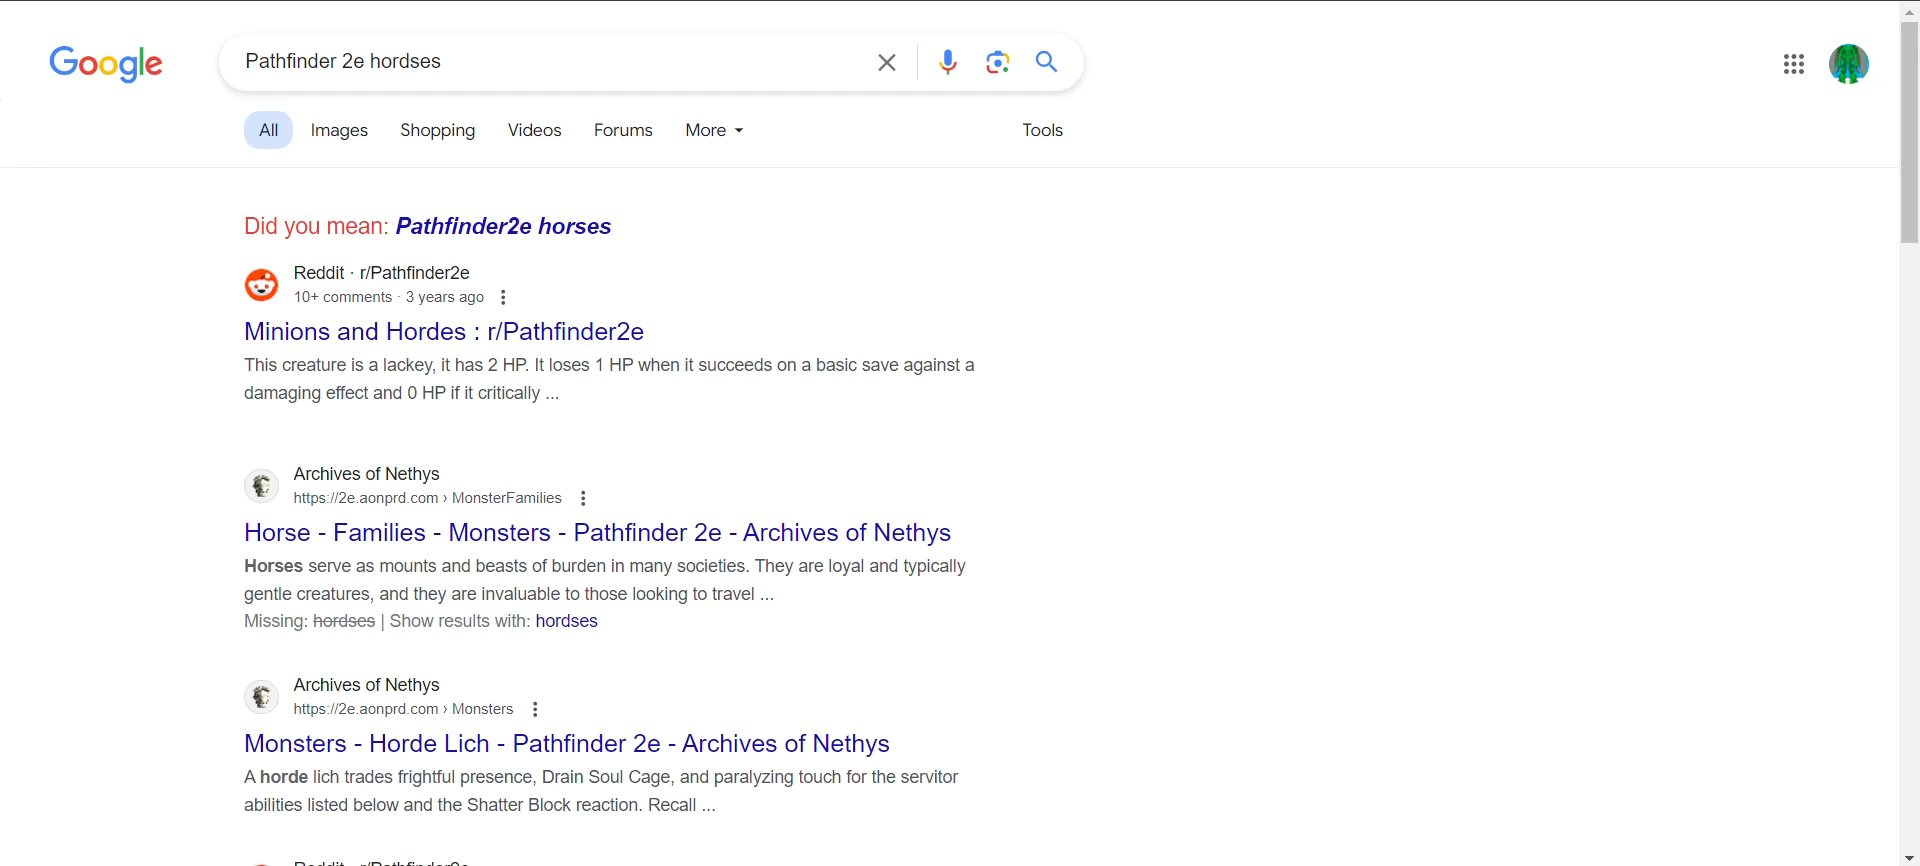 Google
Pathfinder 2e hordses
All Images Shopping Videos Forums More Tools
Did you mean: Pathfinder2e horses
Reddit · r/Pathfinder2e
10+ comments · 3 years ago
Minions and Hordes : r/Pathfinder2e
This creature is a lackey, it has 2 HP. It loses 1 HP when it succeeds on a basic save against a
damaging effect and 0 HP if it critically ...
Archives of Nethys
https://2e.aonprd.com › MonsterFamilies
Horse - Families - Monsters - Pathfinder 2e - Archives of Nethys
Horses serve as mounts and beasts of burden in many societies. They are loyal and typically
gentle creatures, and they are invaluable to those looking to travel ...
Missing: hordses | Show results with: hordses
Archives of Nethys
https://2e.aonprd.com › Monsters
Monsters - Horde Lich - Pathfinder 2e - Archives of Nethys
A horde lich trades frightful presence, Drain Soul Cage, and paralyzing touch for the servitor
abilities listed below and the Shatter Block reaction. Recall ...